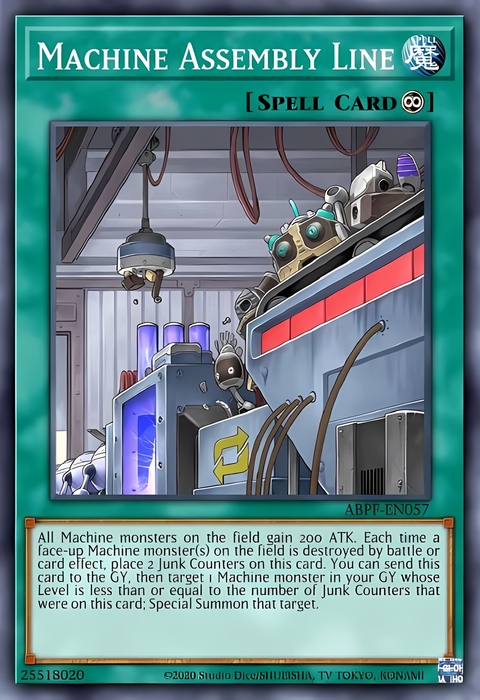 MACHINE ASSEMBLY LINE 魔
[SPELL CARD]
ABPF-EN057
All Machine monsters on the field gain 200 ATK. Each time a
face-up Machine monster(s) on the field is destroyed by battle or
card effect, place 2 Junk Counters on this card. You can send
this card to the GY, then target 1 Machine monster in your GY whose
Level is less than or equal to the number of Junk Counters that
were on this card; Special Summon that target.
25518020 ©2020 Studio Dice/SHUEISHA, TV TOKYO, KONAMI